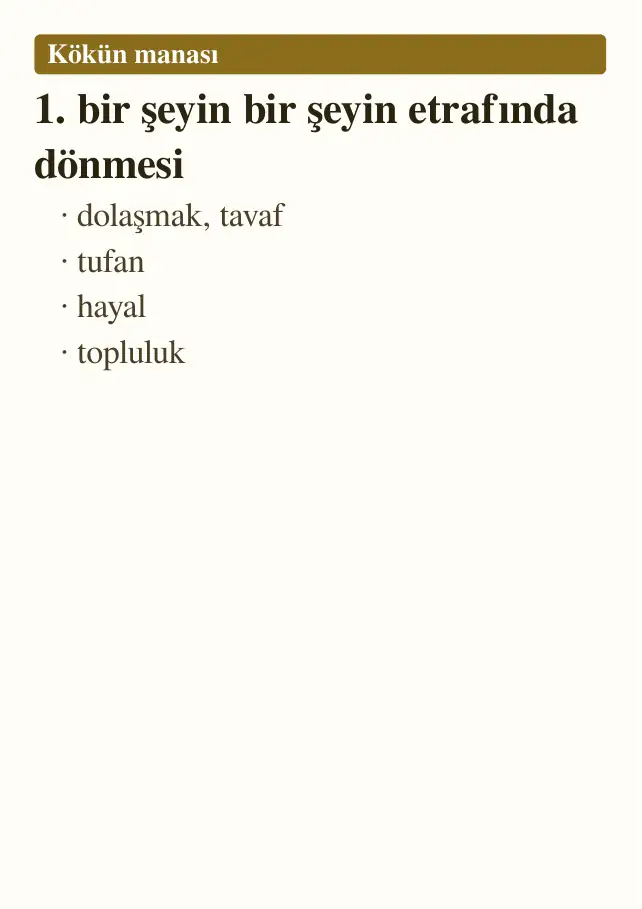 Kökün manası
1. bir şeyin bir şeyin etrafında
dönmesi
· dolaşmak, tavaf
· tufan
· hayal
· topluluk